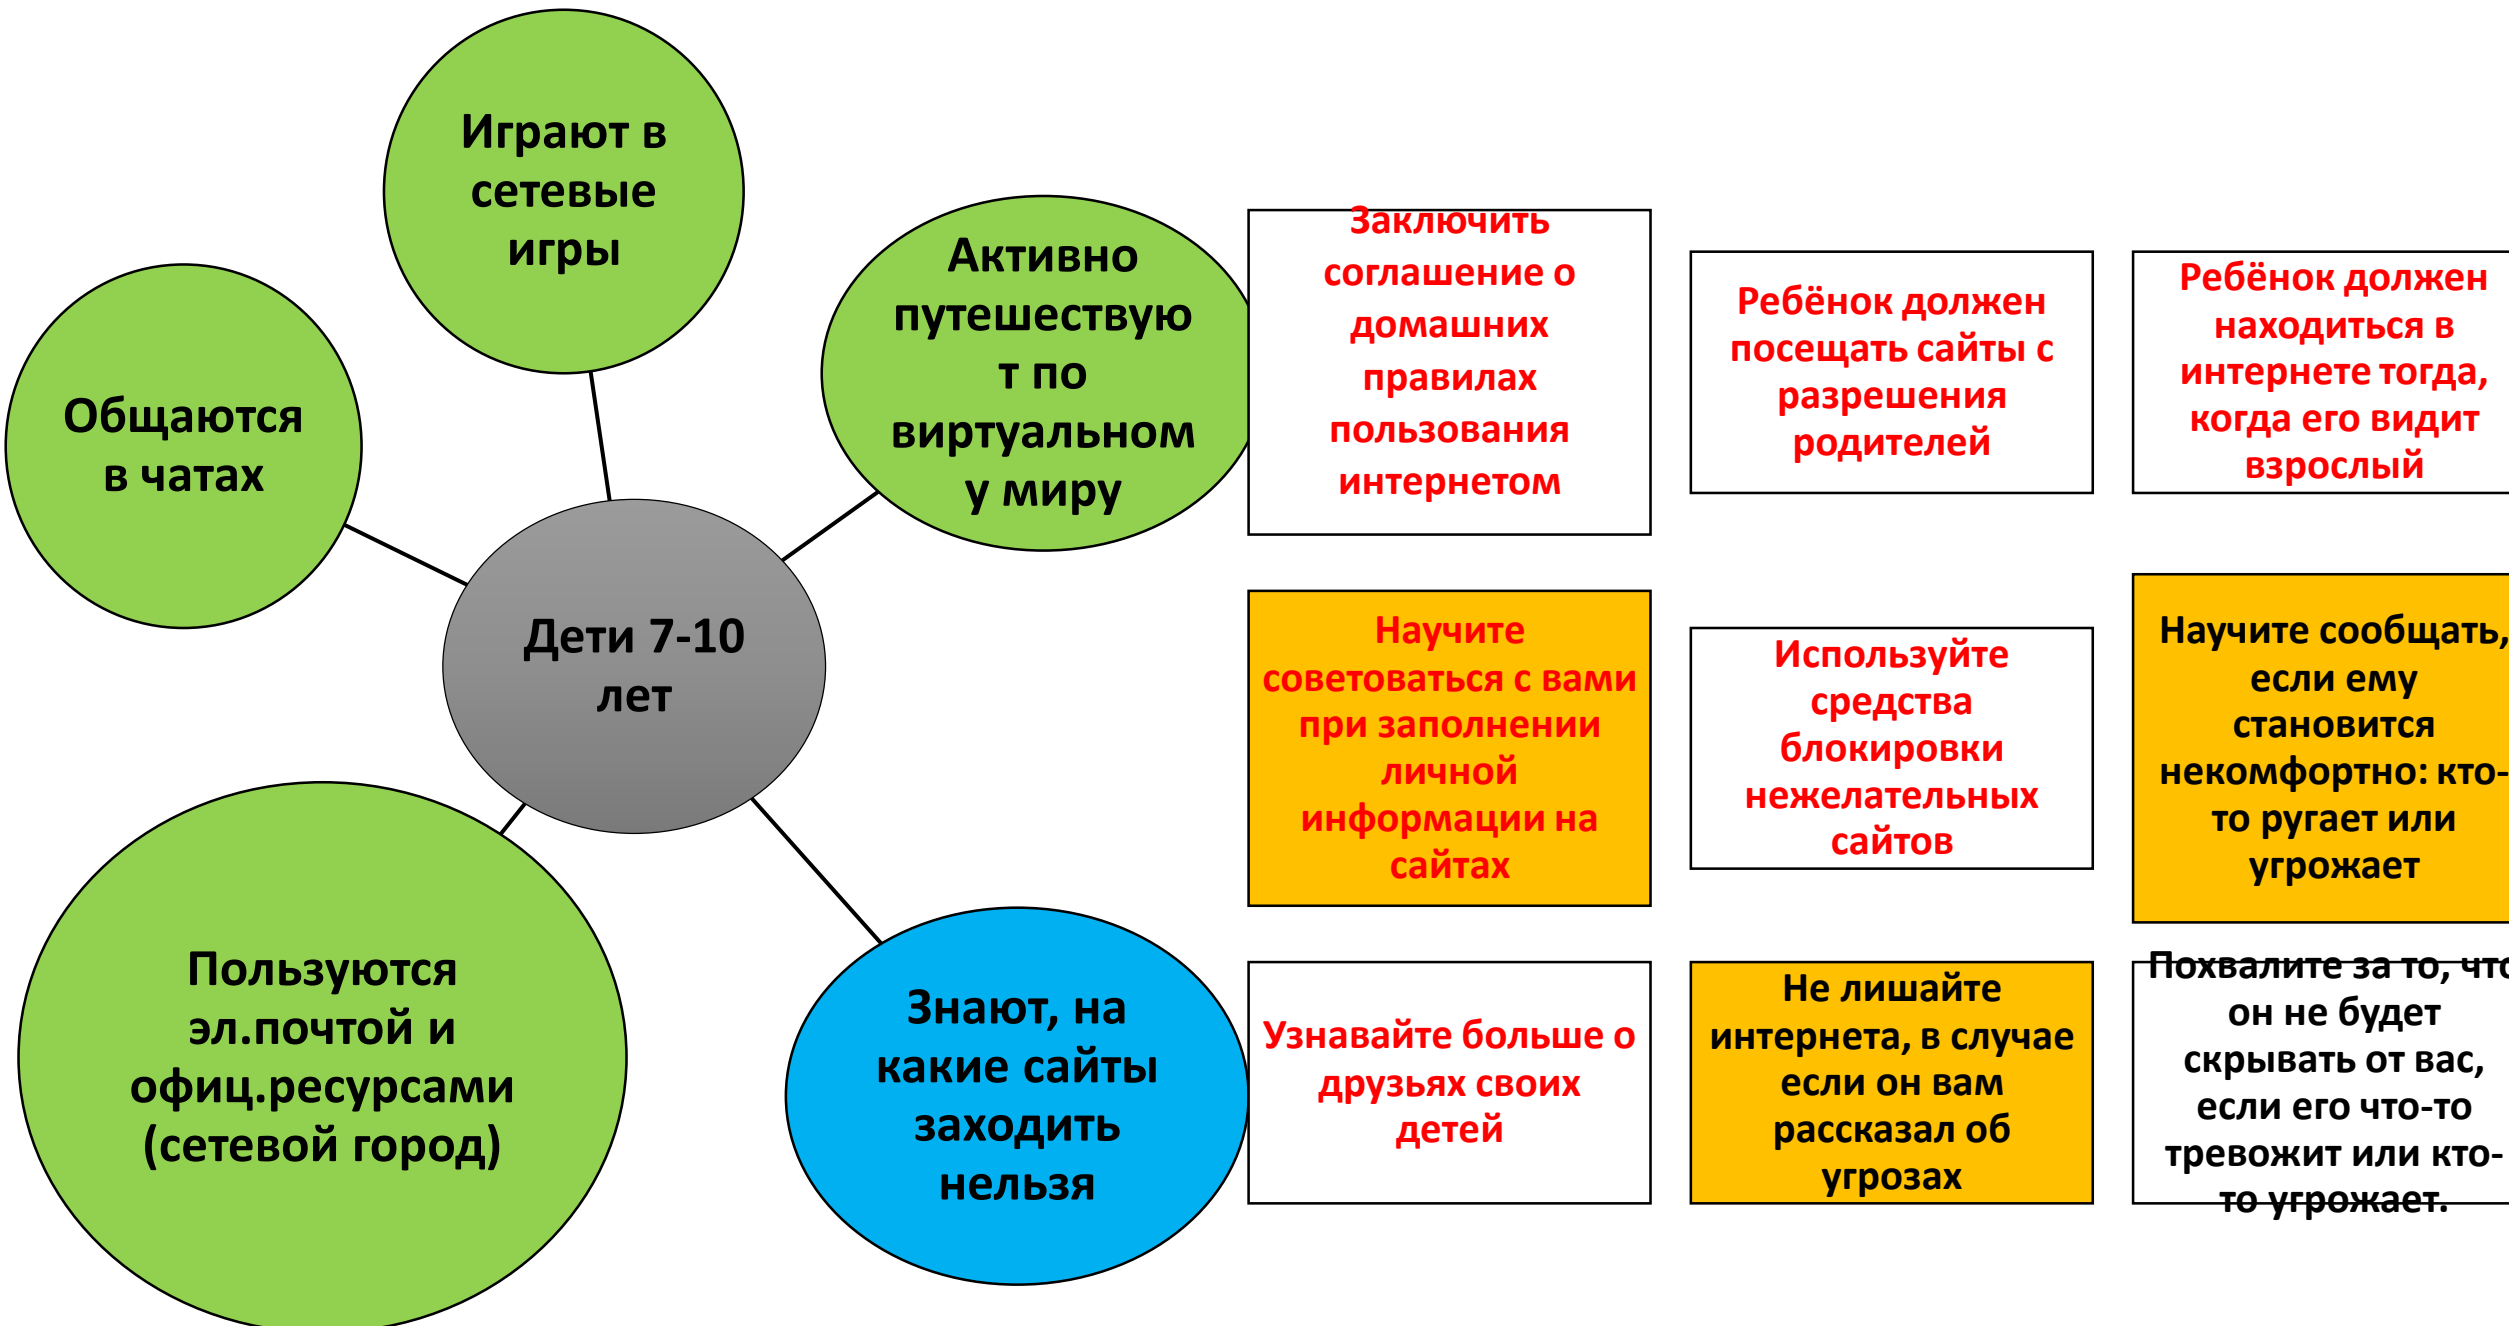 Играют в
сетевые
игры
Общаются
в чатах
Активно
путешествую
т по
виртуальном
у миру
Дети 7-10
лет
Пользуются
эл.почтой и
офиц.ресурсами
(сетевой город)
Знают, на
какие сайты
заходить
нельзя
Заключить
соглашение о
домашних
правилах
пользования
интернетом
Ребёнок должен
посещать сайты с
разрешения
родителей
Ребёнок должен
находиться в
интернете тогда,
когда его видит
взрослый
Научите
советоваться с вами
при заполнении
личной
информации на
сайтах
Используйте
средства
блокировки
нежелательных
сайтов
Научите сообщать,
если ему
становится
некомфортно: кто-
то ругает или
угрожает
Узнавайте больше о
друзьях своих
детей
Не лишайте
интернета, в случае
если он вам
рассказал об
угрозах
Похвалите за то, что
он не будет
скрывать от вас,
если его что-то
тревожит или кто-
то угрожает.